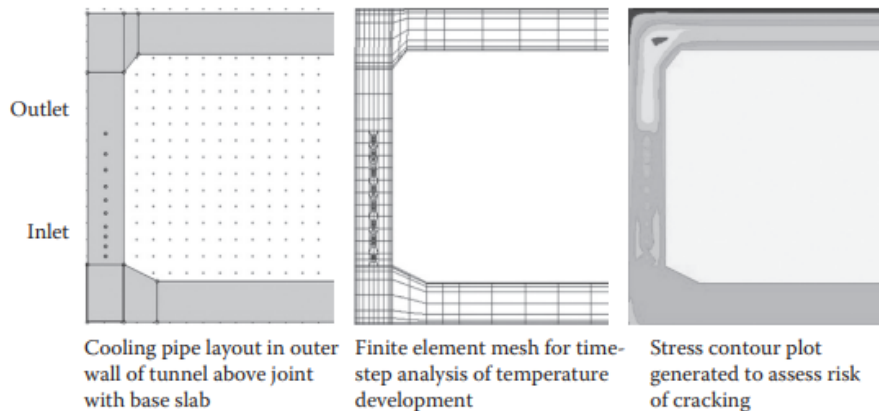 Outlet
Inlet
Cooling pipe layout in outer
wall of tunnel above joint
with base slab
Finite element mesh for time-
step analysis of temperature
development
Stress contour plot
generated to assess risk
of cracking